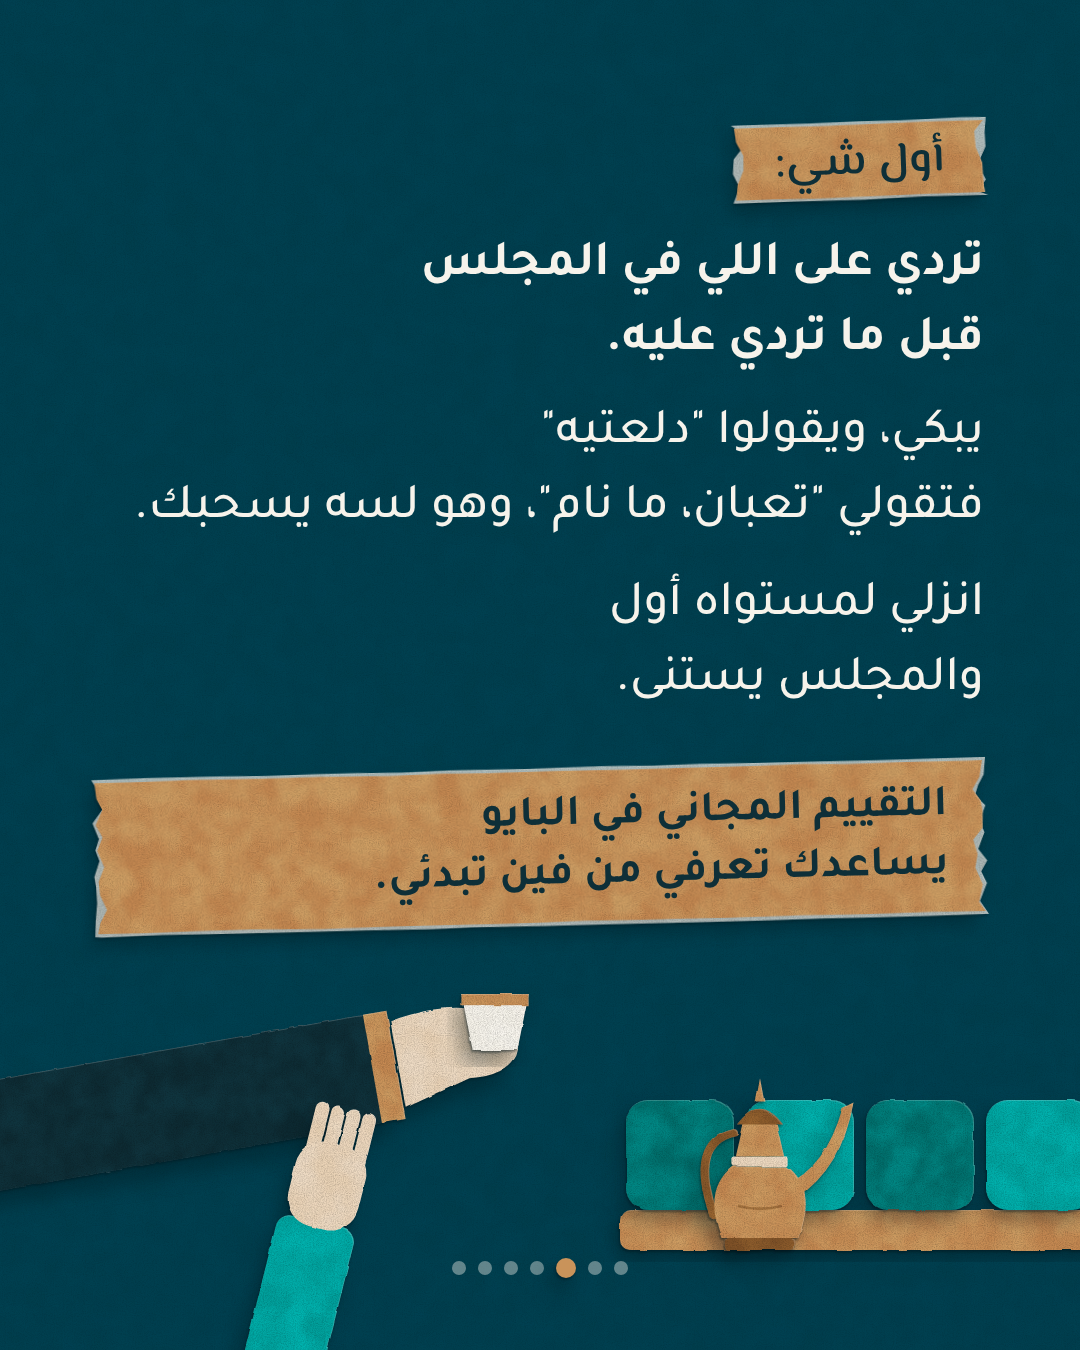 أول شي:
تردي على اللي في المجلس
قبل ما تردي عليه.
يبكي، ويقولوا "دلعتيه"
فتقولي "تعبان، ما نام"، وهو لسه يسحبك.
انزلي لمستواه أول
والمجلس يستنى.
التقييم المجاني في البايو
يساعدك تعرفي من فين تبدئي.